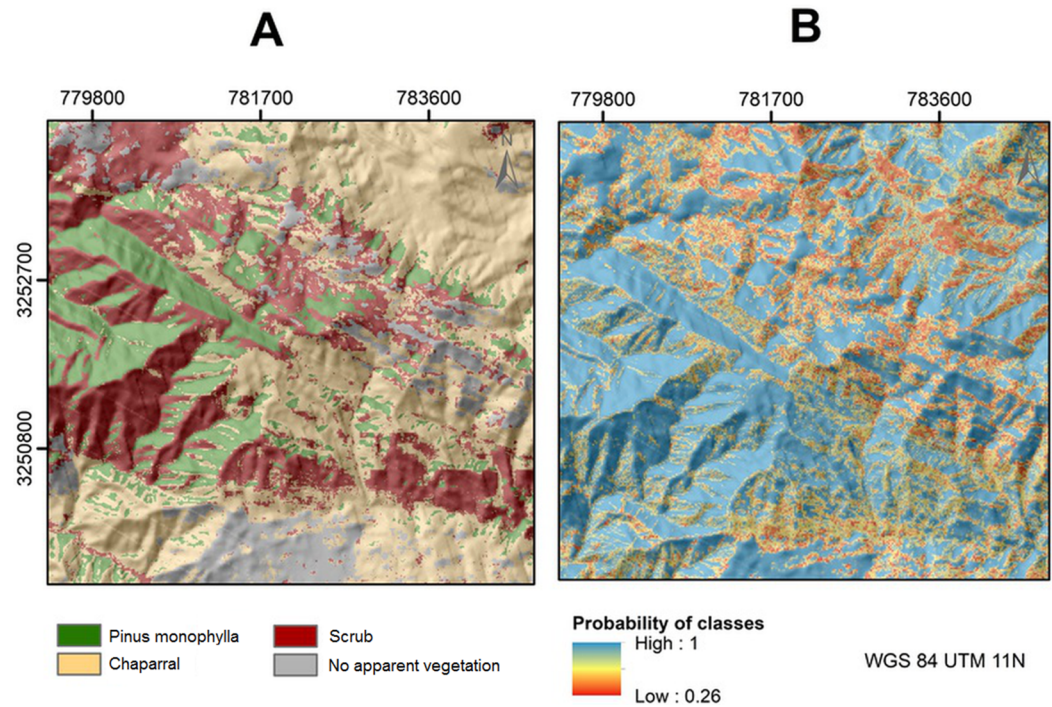 A
B
779800 781700 783600
779800 781700 783600
N
3252700
3250800
Pinus monophylla
Scrub
Chaparral
No apparent vegetation
Probability of classes
High : 1
Low : 0.26
WGS 84 UTM 11N